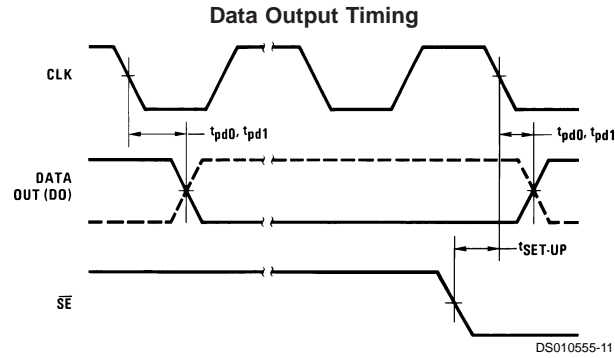 Data Output Timing
CLK
tpd0, tpd1
tpd0, tpd1
DATA
OUT (DO)
tSET-UP
SE
DS010555-11